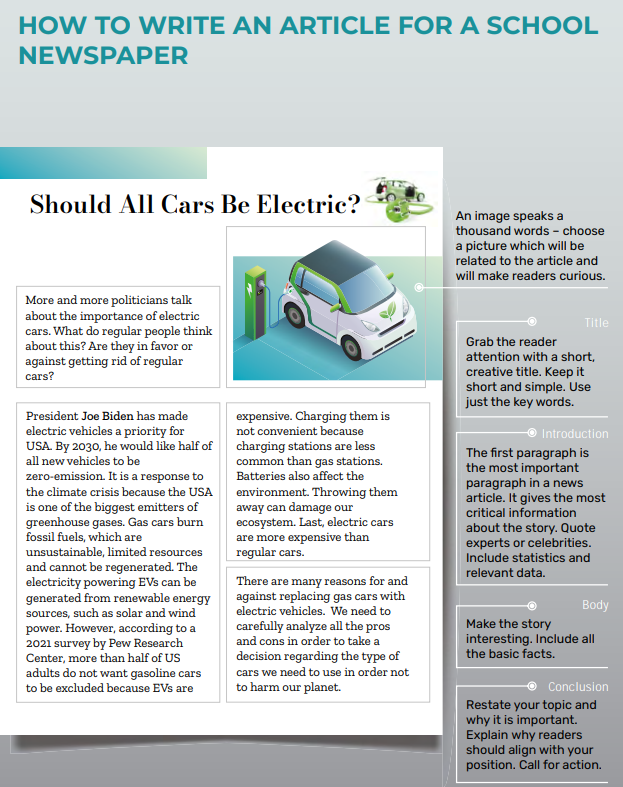 HOW TO WRITE AN ARTICLE FOR A SCHOOL
NEWSPAPER
Should All Cars Be Electric?
More and more politicians talk
about the importance of electric
cars. What do regular people think
about this? Are they in favor or
against getting rid of regular
cars?
President Joe Biden has made
electric vehicles a priority for
USA. By 2030, he would like half of
all new vehicles to be
zero-emission. It is a response to
the climate crisis because the USA
is one of the biggest emitters of
greenhouse gases. Gas cars burn
fossil fuels, which are
unsustainable, limited resources
and cannot be regenerated. The
electricity powering EVs can be
generated from renewable energy
sources, such as solar and wind
power. However, according to a
2021 survey by Pew Research
Center, more than half of US
adults do not want gasoline cars
to be excluded because EVs are
expensive. Charging them is
not convenient because
charging stations are less
common than gas stations.
Batteries also affect the
environment. Throwing them
away can damage our
ecosystem. Last, electric cars
are more expensive than
regular cars.
There are many reasons for and
against replacing gas cars with
electric vehicles. We need to
carefully analyze all the pros
and cons in order to take a
decision regarding the type of
cars we need to use in order not
to harm our planet.
An image speaks a
thousand words – choose
a picture which will be
related to the article and
will make readers curious.
Title
Grab the reader
attention with a short,
creative title. Keep it
short and simple. Use
just the key words.
Introduction
The first paragraph is
the most important
paragraph in a news
article. It gives the most
critical information
about the story. Quote
experts or celebrities.
Include statistics and
relevant data.
Body
Make the story
interesting. Include all
the basic facts.
Conclusion
Restate your topic and
why it is important.
Explain why readers
should align with your
position. Call for action.